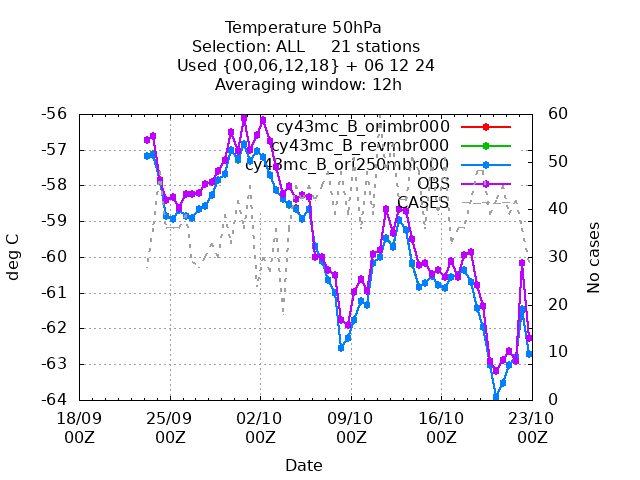 Temperature 50hPa
Selection: ALL 21 stations
Used {00,06,12,18} + 06 12 24
Averaging window: 12h
-56
-57
-58
-59
-60
-61
-62
-63
-64
60
50
40
30
20
10
0
cy43mc_B_orimbr000
cy43mc_B_revmbr000
cy43mc_B_ori250mbr000
OBS
CASES
deg C
No cases
18/09 25/09 02/10 09/10 16/10 23/10
00Z 00Z 00Z 00Z 00Z 00Z
Date